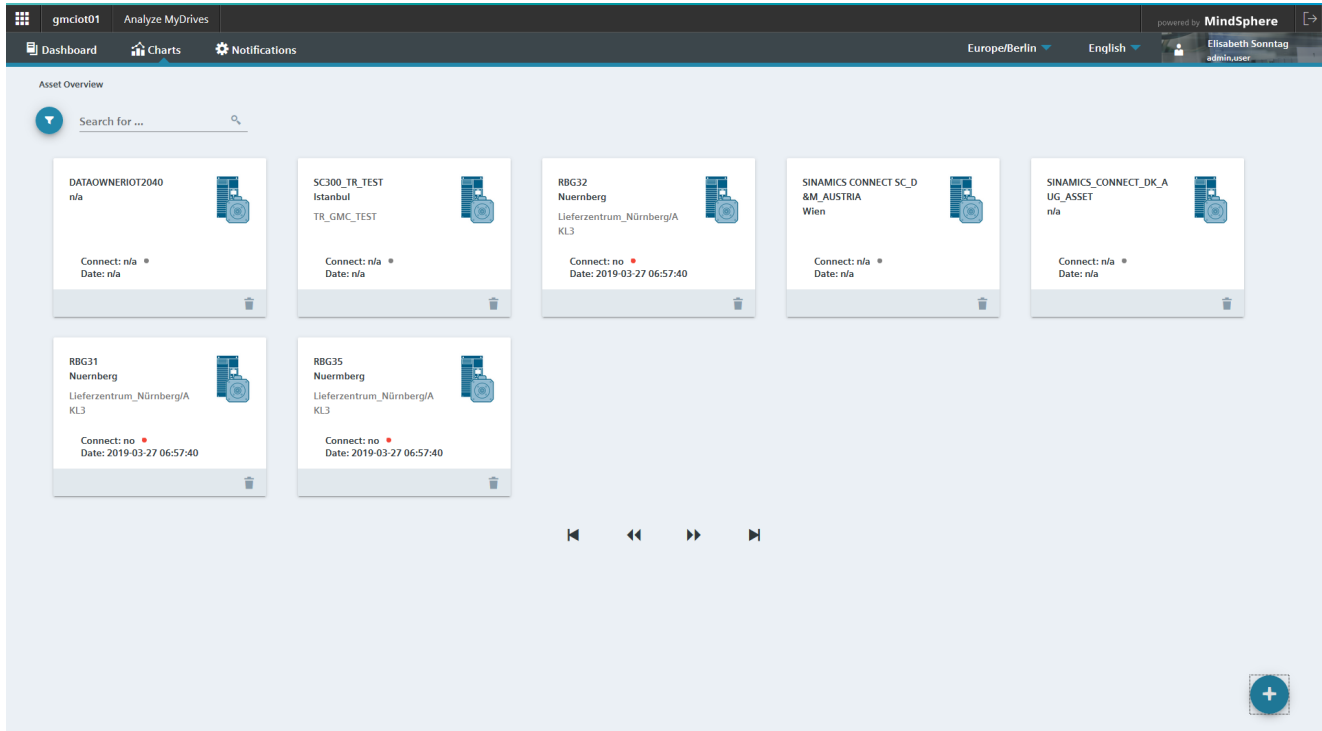 gmciot01 Analyze MyDrives powered by MindSphere
Dashboard Charts Notifications Europe/Berlin English Elisabeth Sonntag
admin,user
Asset Overview
Search for ...
DATAOWNERIOT2040
n/a
Connect: n/a
Date: n/a
SC300_TR_TEST
Istanbul
TR_GMC_TEST
Connect: n/a
Date: n/a
RBG32
Nuernberg
Lieferzentrum_Nürnberg/A
KL3
Connect: no
Date: 2019-03-27 06:57:40
SINAMICS CONNECT SC_D
&M_AUSTRIA
Wien
Connect: n/a
Date: n/a
SINAMICS_CONNECT_DK_A
UG_ASSET
n/a
Connect: n/a
Date: n/a
RBG31
Nuernberg
Lieferzentrum_Nürnberg/A
KL3
Connect: no
Date: 2019-03-27 06:57:40
RBG35
Nuermberg
Lieferzentrum_Nürnberg/A
KL3
Connect: no
Date: 2019-03-27 06:57:40